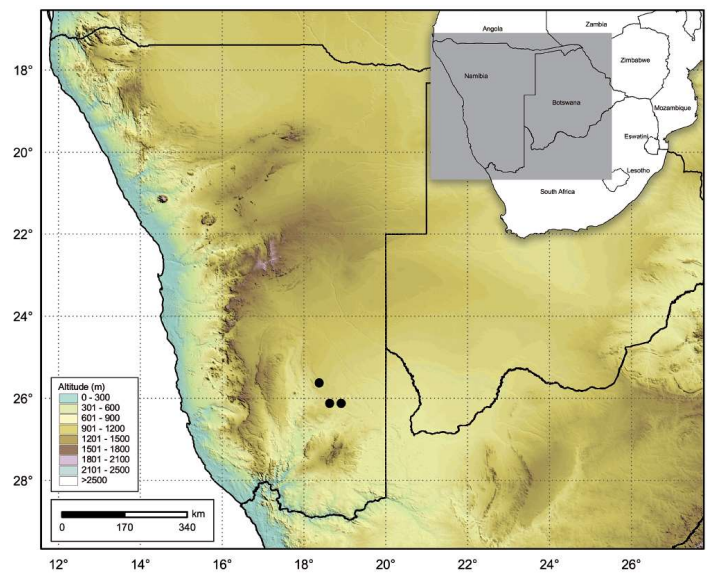 Angola
Zambia
Namibia
Zimbabwe
Botswana
Mozambique
Eswatini
Lesotho
South Africa
18°
20°
22°
24°
26°
28°
Altitude (m)
0 - 300
301 - 600
601 - 900
901 - 1200
1201 - 1500
1501 - 1800
1801 - 2100
2101 - 2500
>2500
km
0 170 340
12° 14° 16° 18° 20° 22° 24° 26°